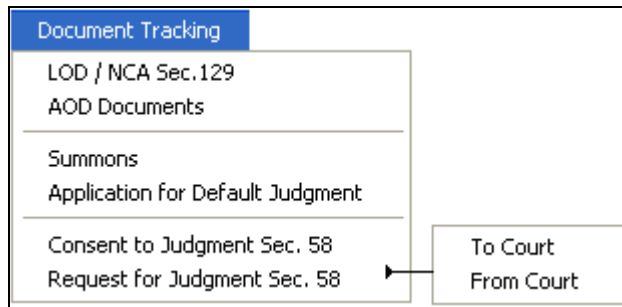 Document Tracking
LOD / NCA Sec.129
AOD Documents
Summons
Application for Default Judgment
Consent to Judgment Sec. 58
Request for Judgment Sec. 58
To Court
From Court